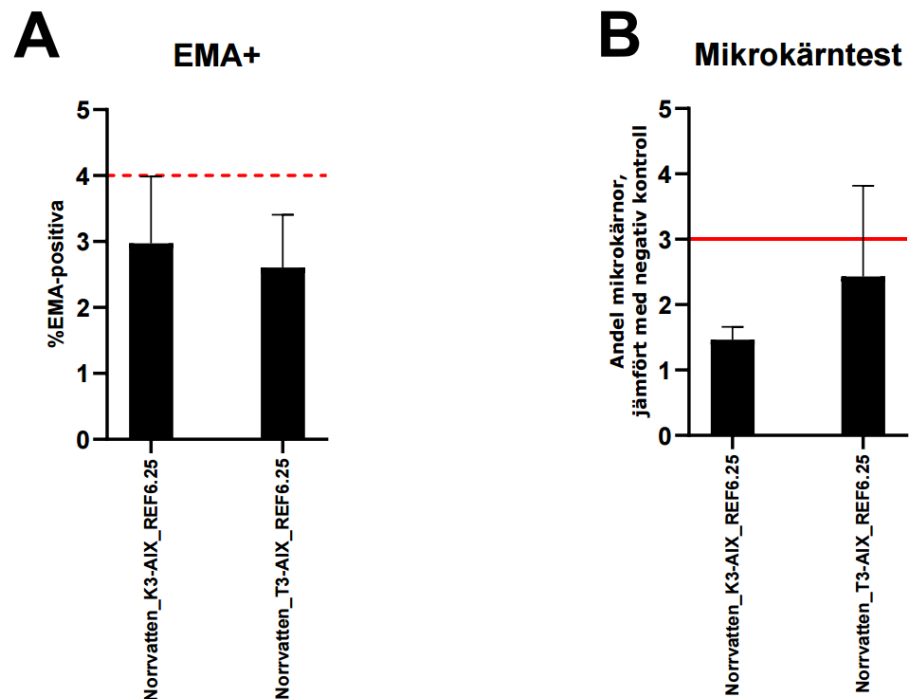 A
EMA+
%EMA-positiva
5
4
3
2
1
0
Norrvatten_K3-AIX_REF6.25
Norrvatten_T3-AIX_REF6.25
B
Mikrokärntest
Andel mikrokärnor,
jämfört med negativ kontroll
5
4
3
2
1
0
Norrvatten_K3-AIX_REF6.25
Norrvatten_T3-AIX_REF6.25